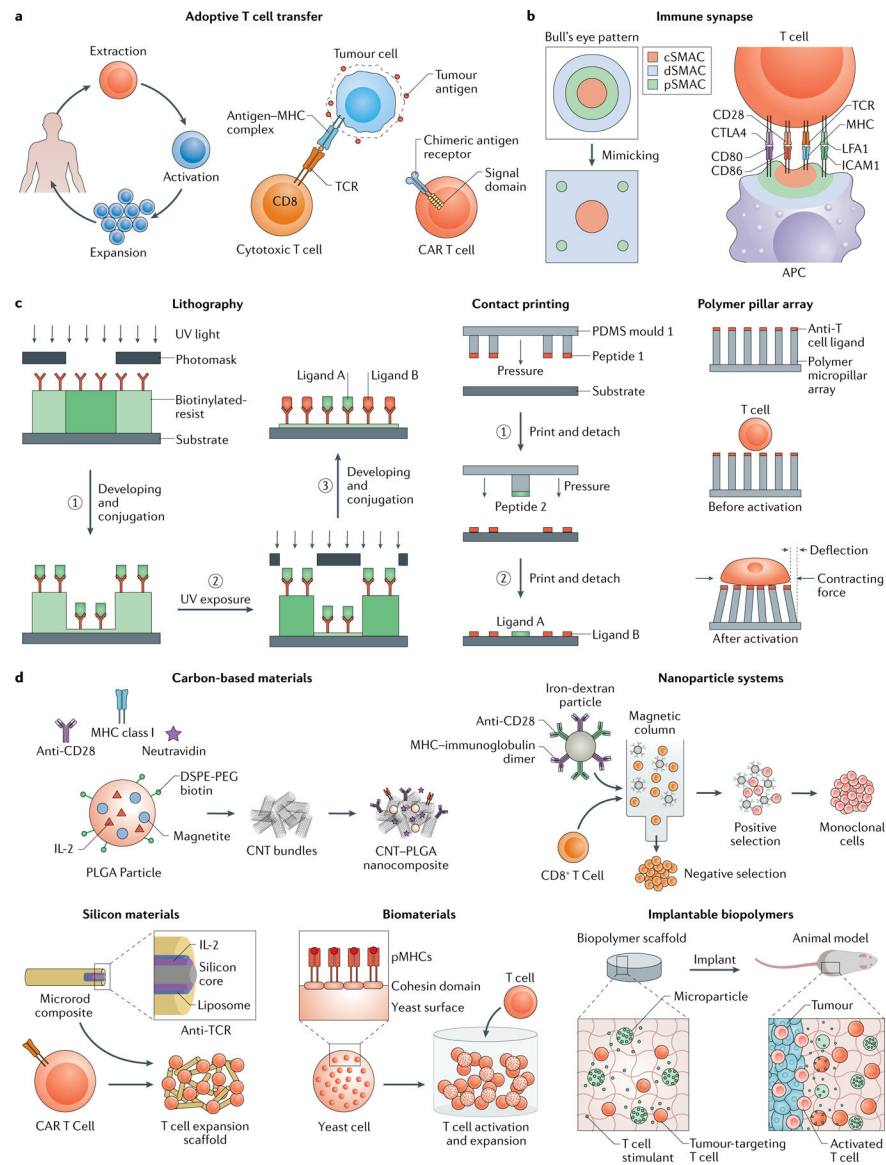 a
Adoptive T cell transfer
Extraction
Activation
Expansion
Tumour cell
Tumour
antigen
Antigen–MHC
complex
TCR
CD8
Cytotoxic T cell
Chimeric antigen
receptor
Signal
domain
CAR T cell
b
Immune synapse
Bull's eye pattern
cSMAC
dSMAC
pSMAC
Mimicking
T cell
CD28
CTLA4
CD80
CD86
TCR
MHC
LFA1
ICAM1
APC
c
Lithography
UV light
Photomask
Biotinylated-
resist
Substrate
1
Developing
and
conjugation
2
UV exposure
3
Developing
and
conjugation
Ligand A
Ligand B
Contact printing
PDMS mould 1
Peptide 1
Pressure
Substrate
1
Print and detach
Pressure
Peptide 2
2
Print and detach
Ligand A
Ligand B
Polymer pillar array
Anti-T
cell ligand
Polymer
micropillar
array
T cell
Before activation
Deflection
Contracting
force
After activation
d
Carbon-based materials
MHC class I
Anti-CD28
Neutravidin
DSPE-PEG
biotin
IL-2
Magnetite
PLGA Particle
CNT bundles
CNT–PLGA
nanocomposite
Nanoparticle systems
Iron-dextran
particle
Anti-CD28
MHC–immunoglobulin
dimer
Magnetic
column
CD8⁺ T Cell
Negative selection
Positive
selection
Monoclonal
cells
Silicon materials
IL-2
Silicon
core
Liposome
Microrod
composite
Anti-TCR
CAR T Cell
T cell expansion
scaffold
Biomaterials
pMHCs
Cohesin domain
Yeast surface
T cell
Yeast cell
T cell activation
and expansion
Implantable biopolymers
Biopolymer scaffold
Implant
Animal model
Microparticle
Tumour
T cell
stimulant
Tumour-targeting
T cell
Activated
T cell